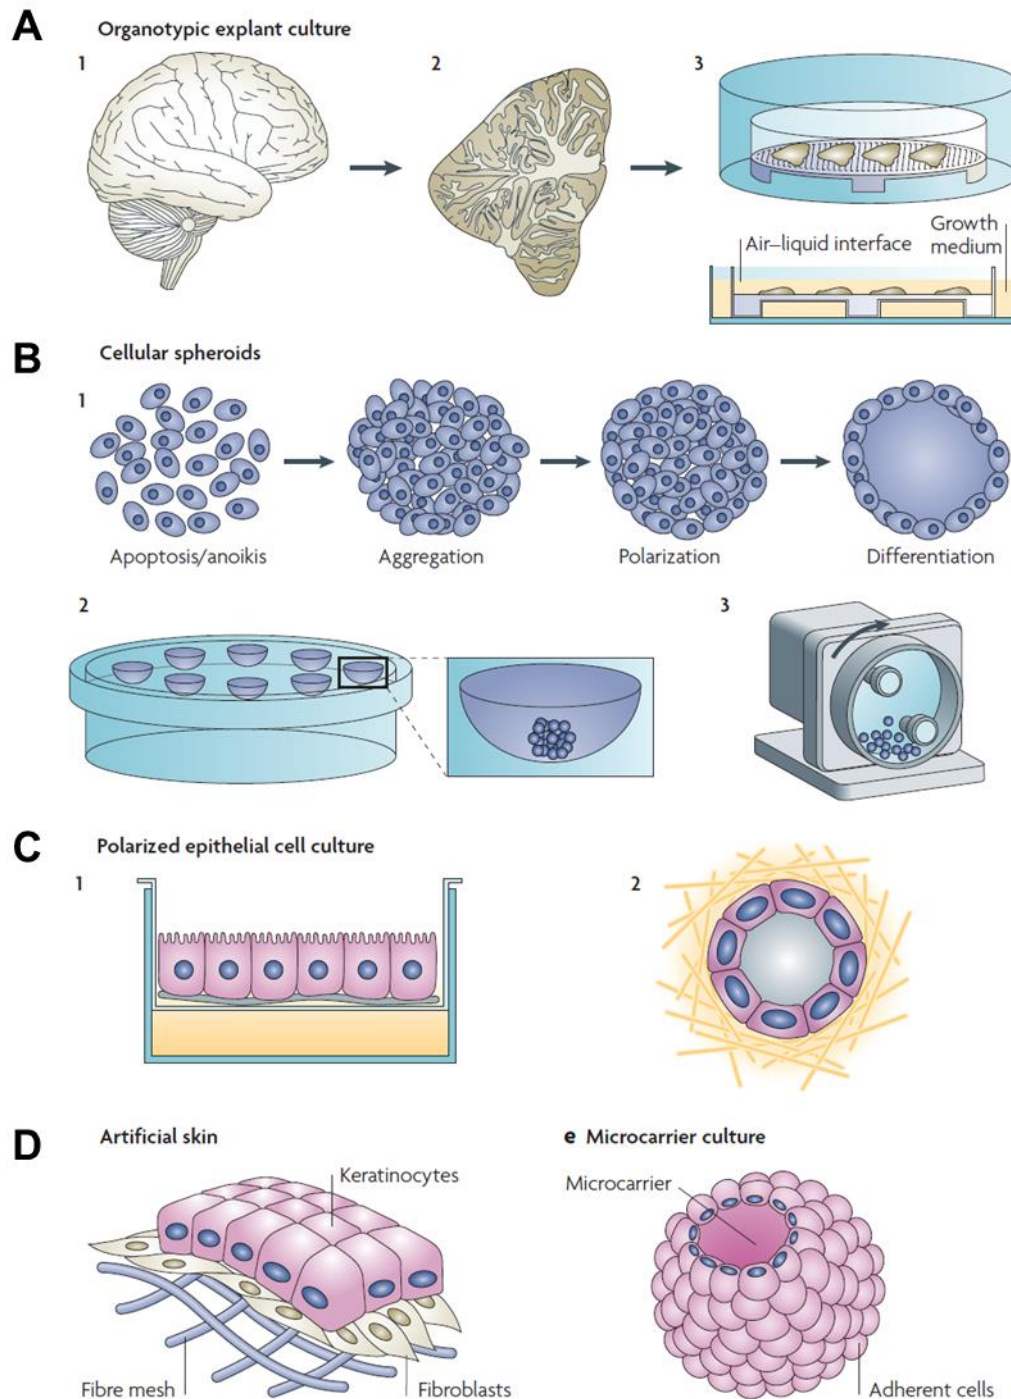 A
Organotypic explant culture
1
2
3
Air–liquid interface
Growth
medium
B
Cellular spheroids
1
Apoptosis/anoikis
Aggregation
Polarization
Differentiation
2
3
C
Polarized epithelial cell culture
1
2
D
Artificial skin
Keratinocytes
Fibre mesh
Fibroblasts
e Microcarrier culture
Microcarrier
Adherent cells